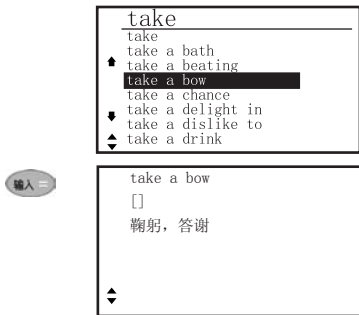 take
take
take a bath
take a beating
take a bow
take a chance
take a delight in
take a dislike to
take a drink
输入 =
take a bow
[]
鞠躬，答谢